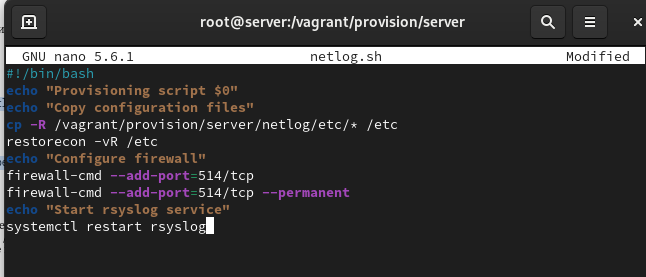 root@server:/vagrant/provision/server
GNU nano 5.6.1 netlog.sh Modified
#!/bin/bash
echo "Provisioning script $0"
echo "Copy configuration files"
cp -R /vagrant/provision/server/netlog/etc/* /etc
restorecon -vR /etc
echo "Configure firewall"
firewall-cmd --add-port=514/tcp
firewall-cmd --add-port=514/tcp --permanent
echo "Start rsyslog service"
systemctl restart rsyslog